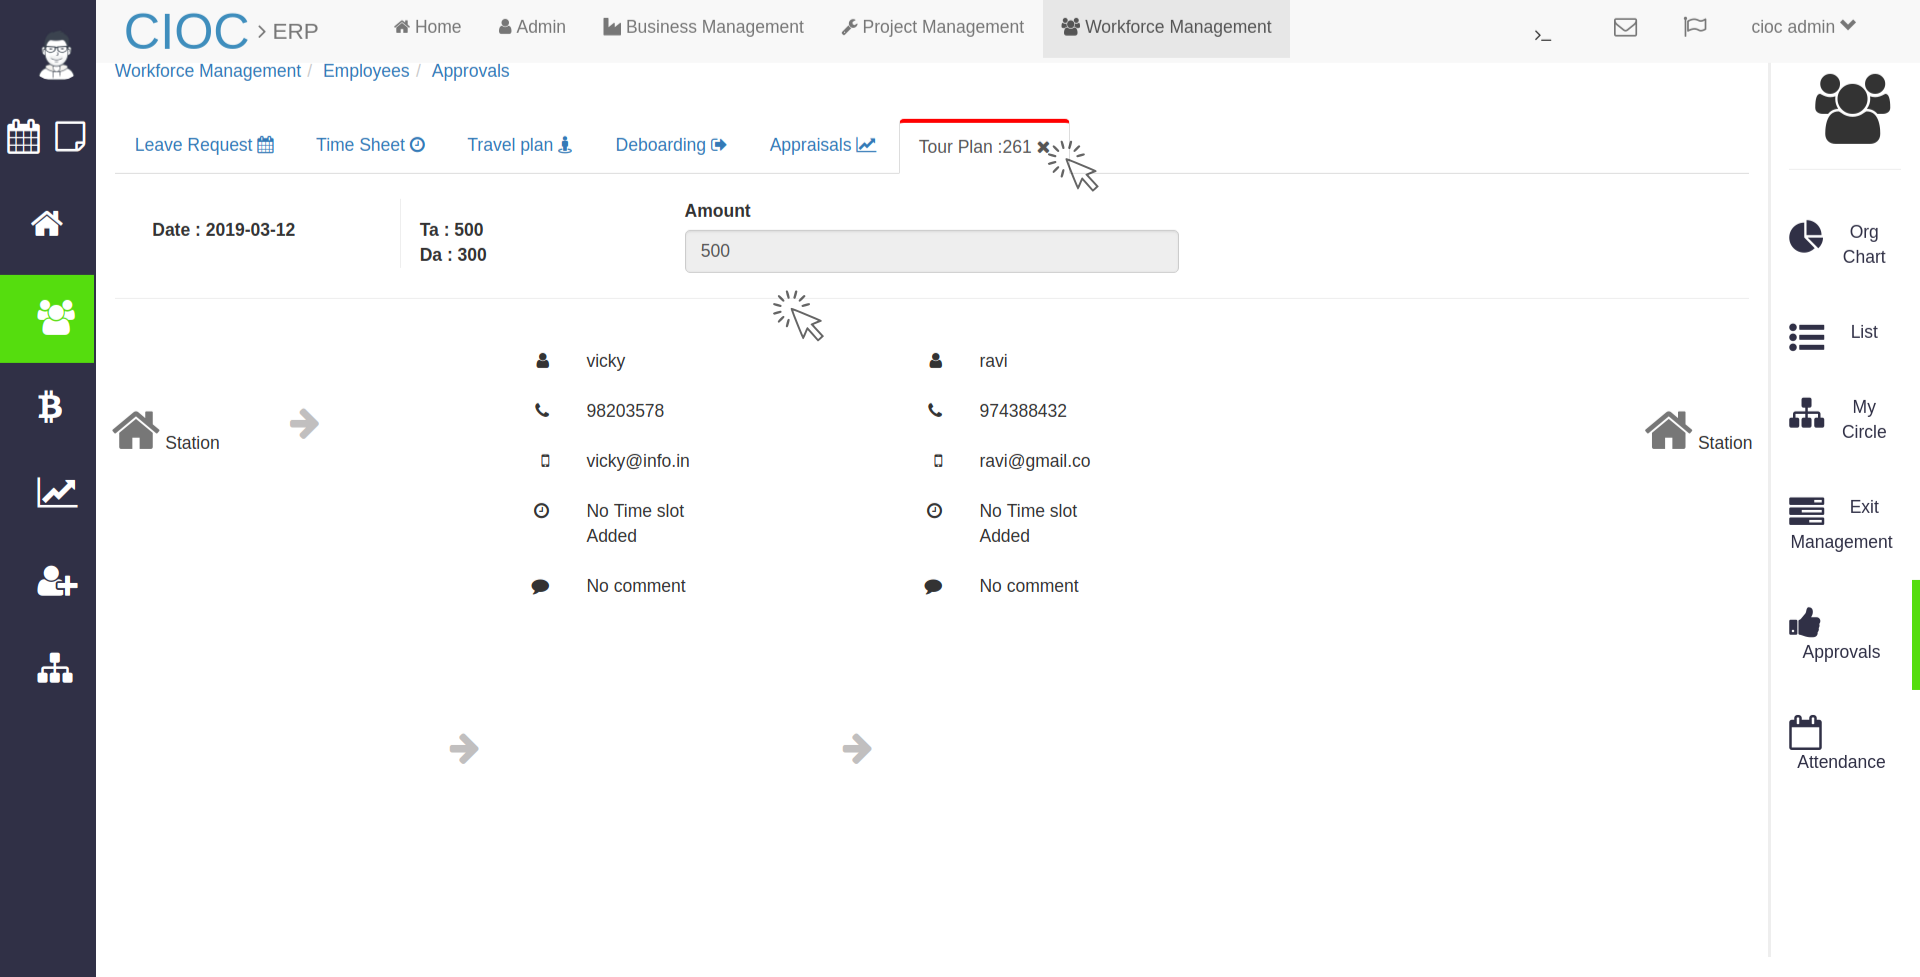 CIOC > ERP
Home
Admin
Business Management
Project Management
Workforce Management
>_
cioc admin
Workforce Management / Employees / Approvals
Leave Request
Time Sheet
Travel plan
Deboarding
Appraisals
Tour Plan :261 ✖
Date : 2019-03-12
Ta : 500
Da : 300
Amount
500
Station
vicky
98203578
vicky@info.in
No Time slot
Added
No comment
ravi
974388432
ravi@gmail.co
No Time slot
Added
No comment
Station
Org
Chart
List
My
Circle
Exit
Management
Approvals
Attendance